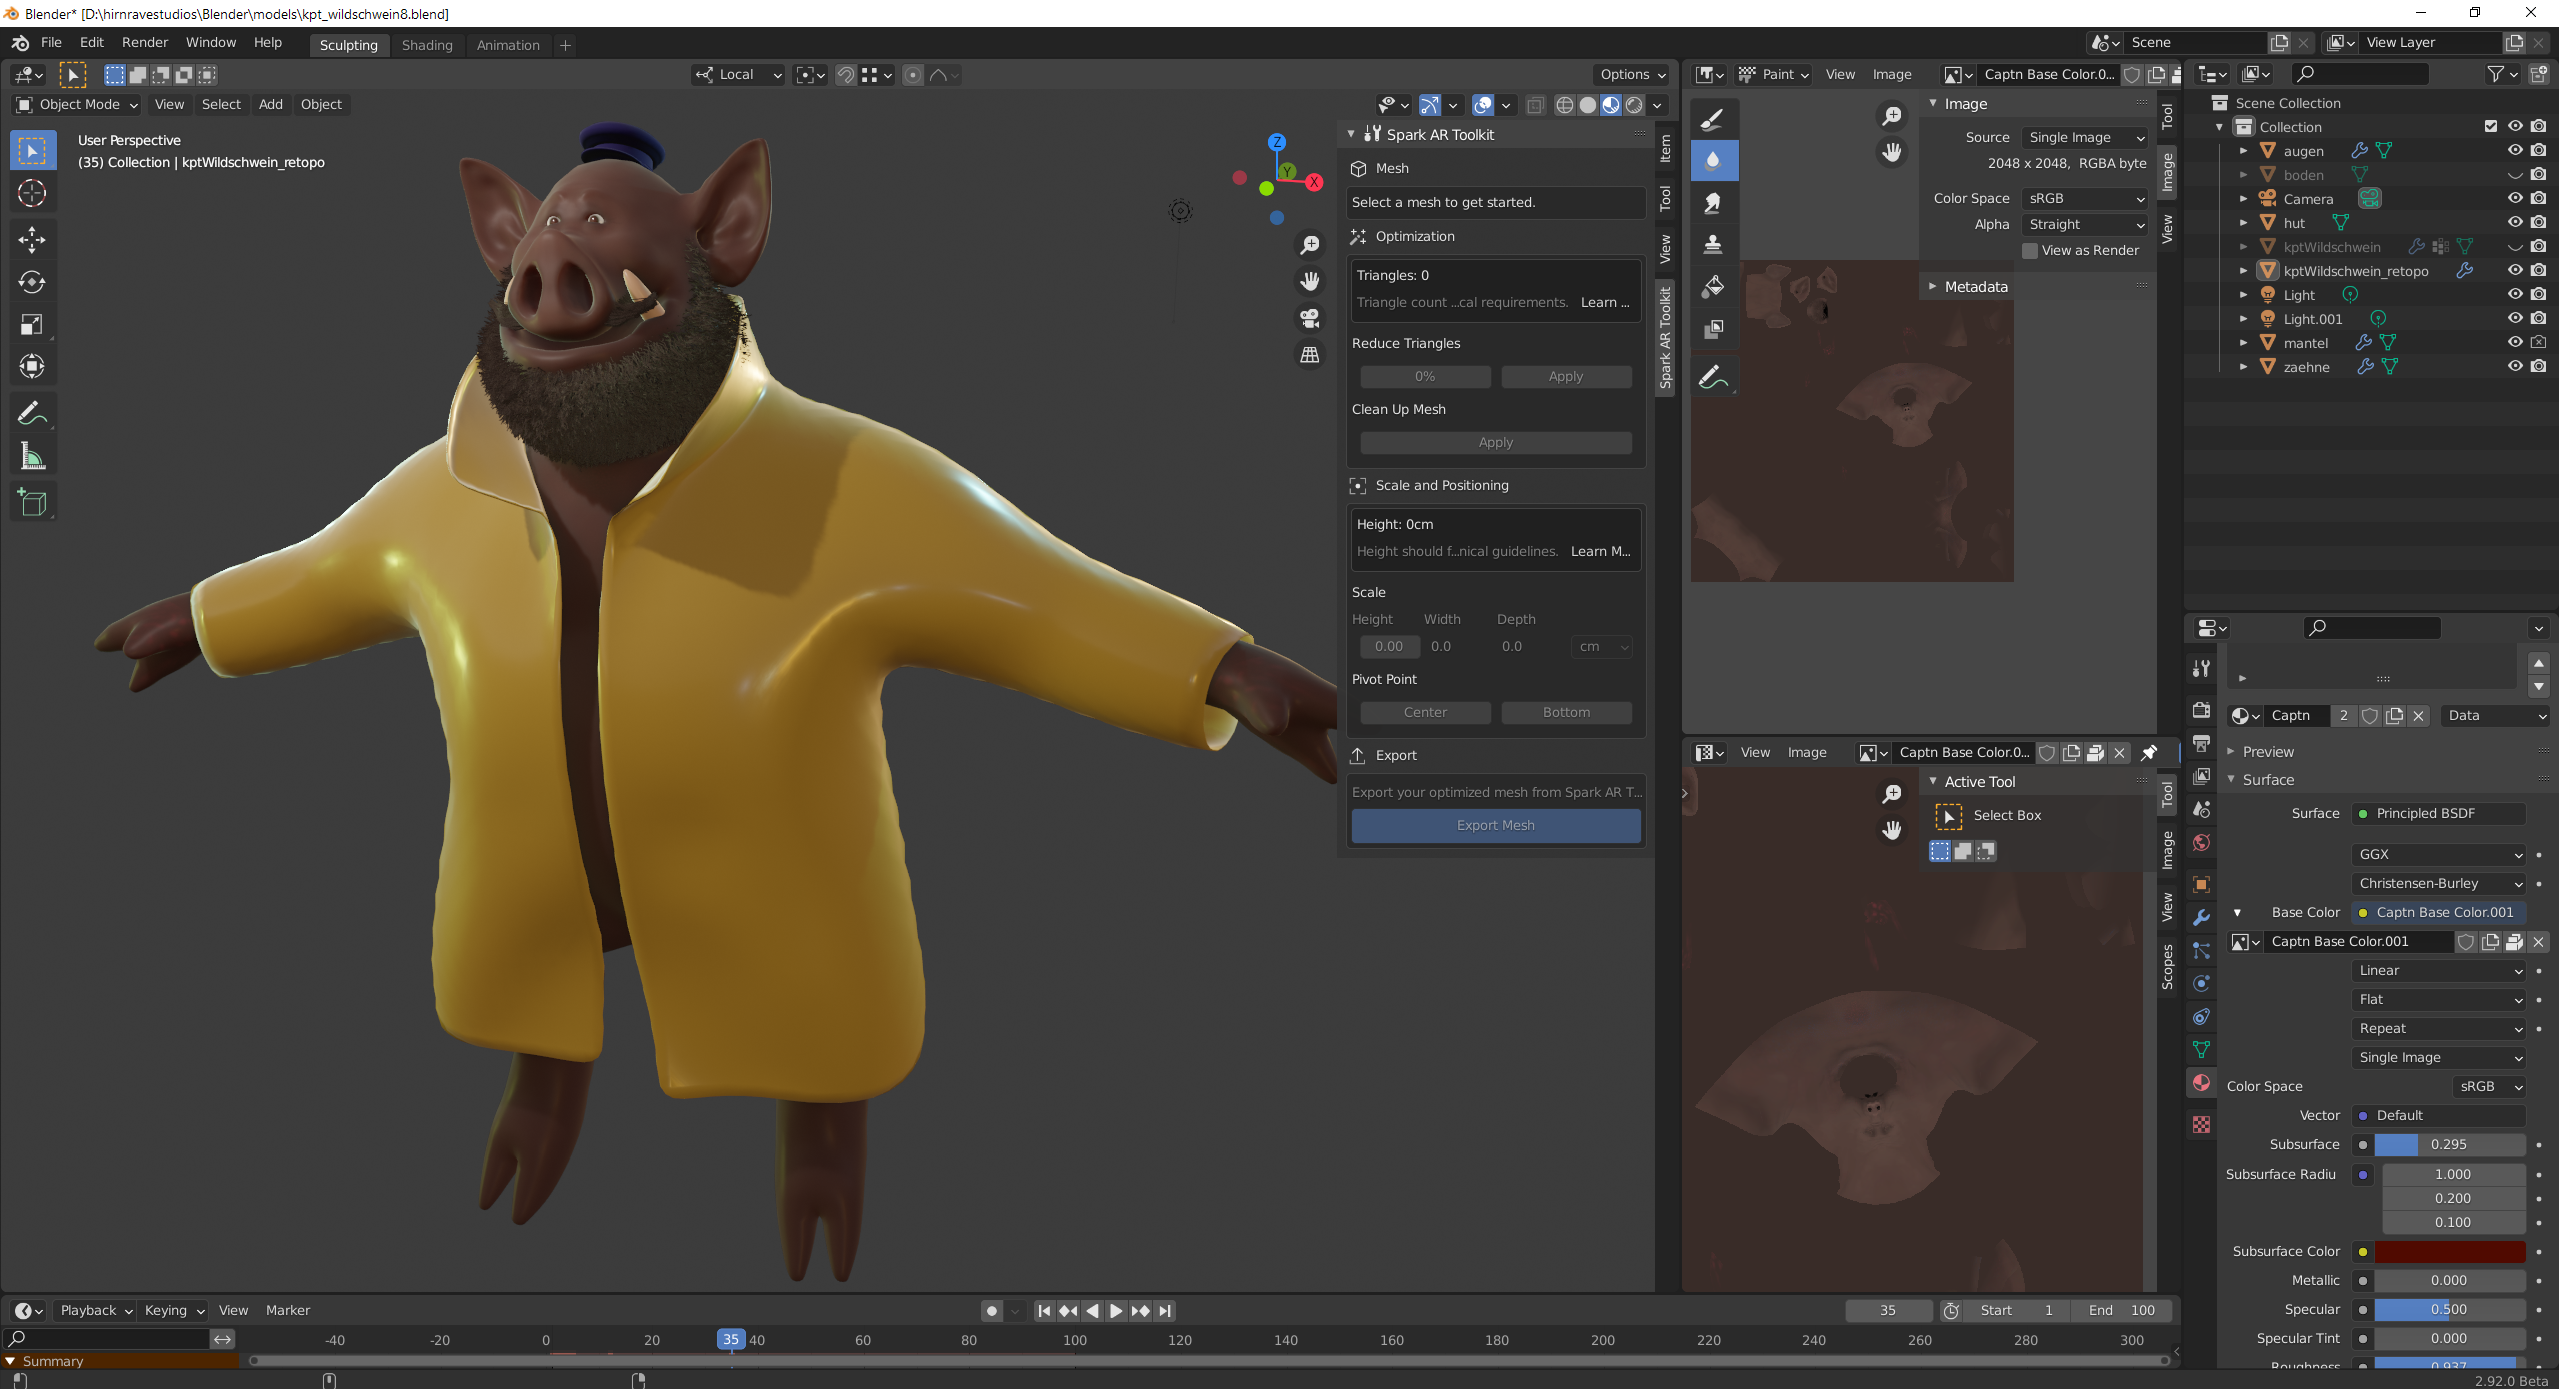 Blender* [D:\hirnravestudios\Blender\models\kpt_wildschwein8.blend]
File Edit Render Window Help Sculpting Shading Animation Scene View Layer
Local Options
Object Mode View Select Add Object
User Perspective
(35) Collection | kptWildschwein_retopo
Z
Y
X
Spark AR Toolkit
Mesh
Select a mesh to get started.
Optimization
Triangles: 0
Triangle count ...cal requirements. Learn ...
Reduce Triangles
0% Apply
Clean Up Mesh
Apply
Scale and Positioning
Height: 0cm
Height should f...nical guidelines. Learn M...
Scale
Height Width Depth
0.00 0.0 0.0 cm
Pivot Point
Center Bottom
Export
Export your optimized mesh from Spark AR T...
Export Mesh
Item
Tool
View
Spark AR Toolkit
Paint View Image Captn Base Color.0...
Image
Source Single Image
2048 x 2048, RGBA byte
Color Space sRGB
Alpha Straight
View as Render
Metadata
Tool
Image
View
View Image Captn Base Color.0...
Active Tool
Select Box
Tool
Image
View
Scopes
Scene Collection
Collection
augen
boden
Camera
hut
kptWildschwein
kptWildschwein_retopo
Light
Light.001
mantel
zaehne
Captn 2 Data
Preview
Surface
Surface Principled BSDF
GGX
Christensen-Burley
Base Color Captn Base Color.001
Captn Base Color.001
Linear
Flat
Repeat
Single Image
Color Space sRGB
Vector Default
Subsurface 0.295
Subsurface Radiu 1.000
0.200
0.100
Subsurface Color
Metallic 0.000
Specular 0.500
Specular Tint 0.000
Roughness 0.937
Playback Keying View Marker 35 Start 1 End 100
-40 -20 0 20 35 40 60 80 100 120 140 160 180 200 220 240 260 280 300
Summary
2.92.0 Beta